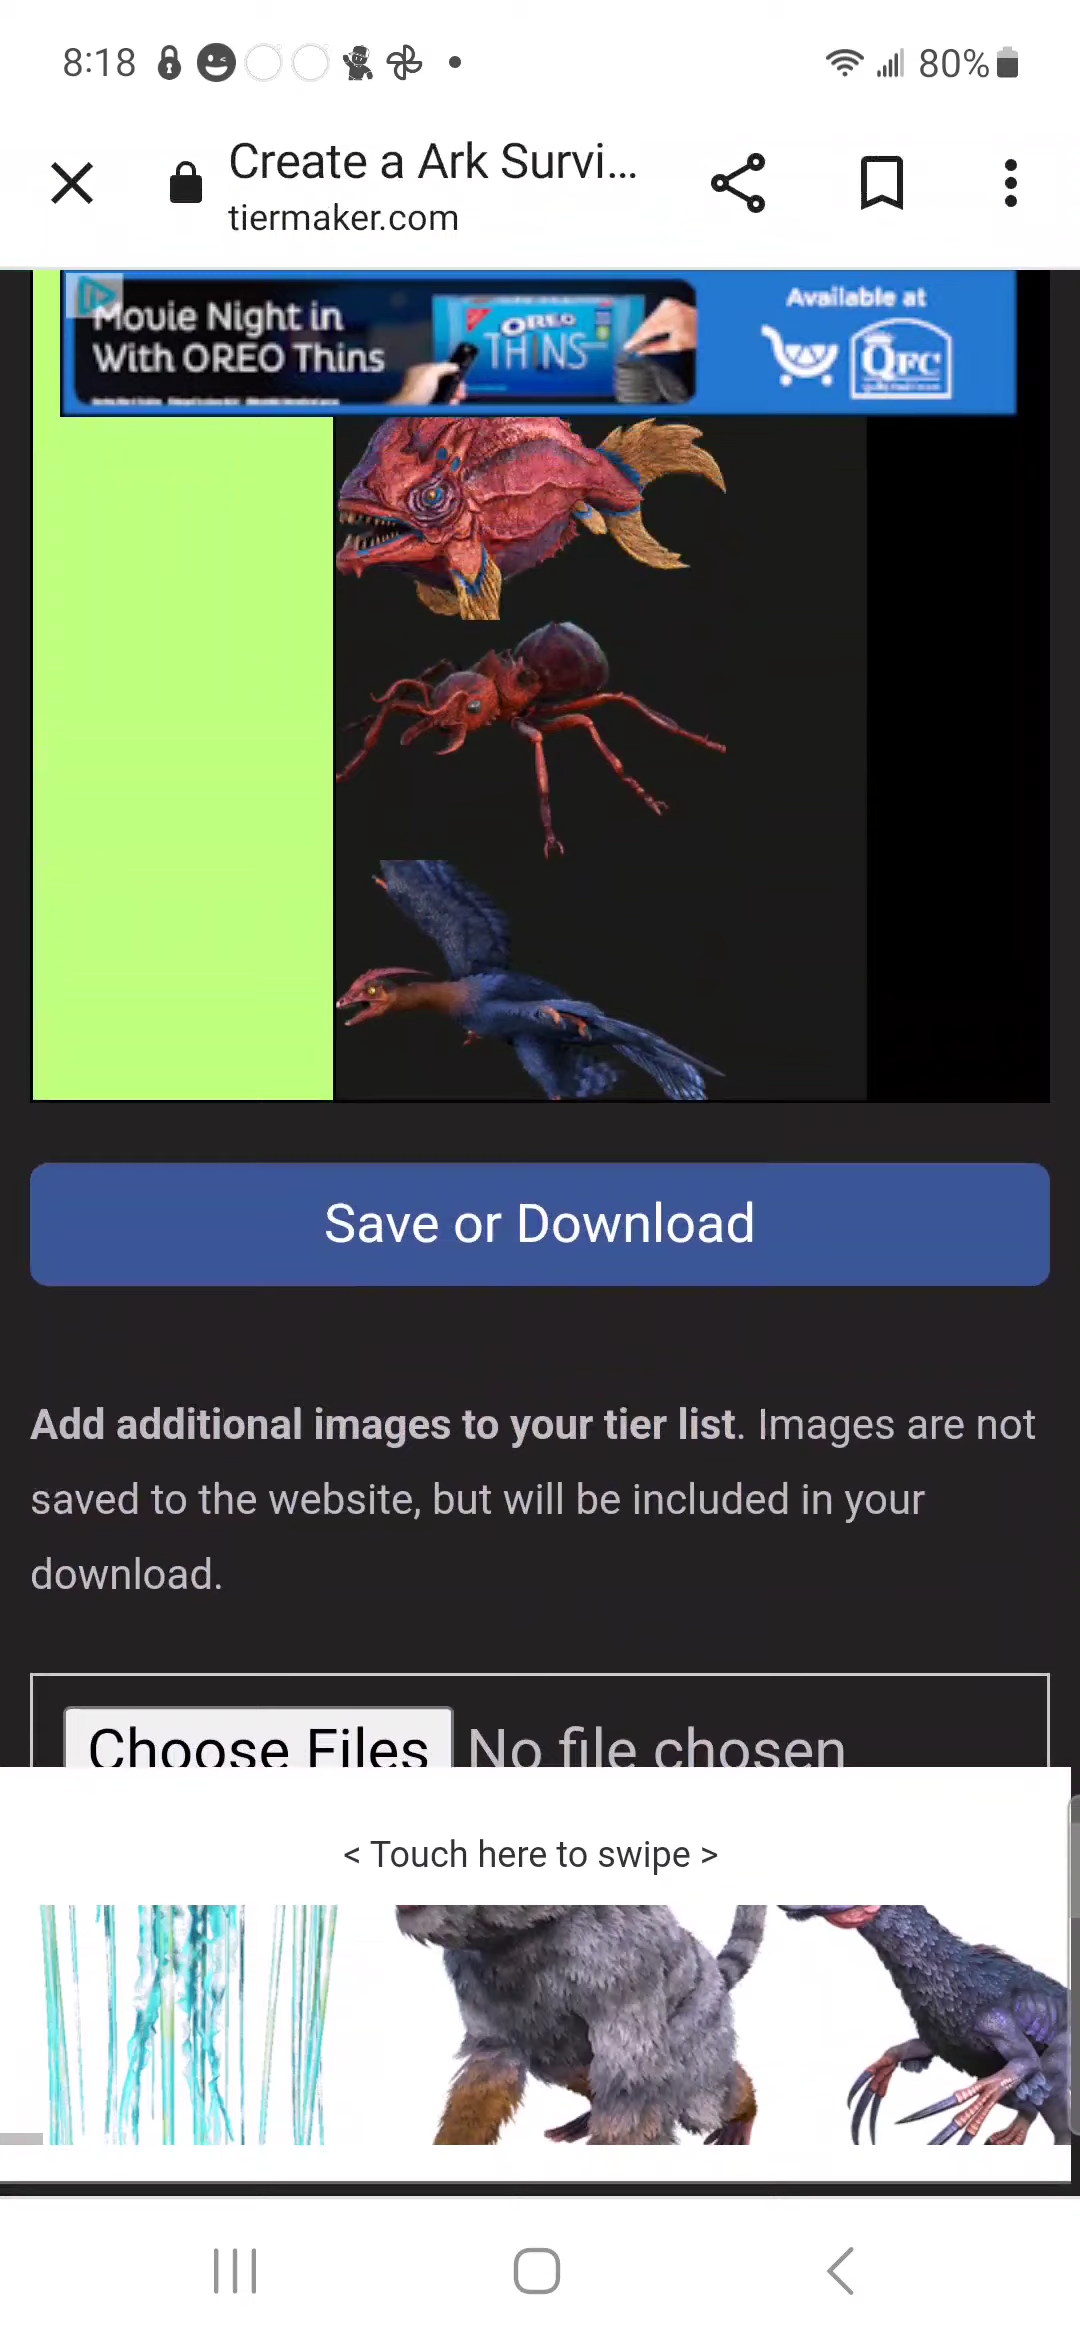 8:18
80%
Create a Ark Survi...
tiermaker.com
Movie Night in
With OREO Thins
OREO
THINS
Available at
QFC
Save or Download
Add additional images to your tier list. Images are not
saved to the website, but will be included in your
download.
Choose Files No file chosen
< Touch here to swipe >